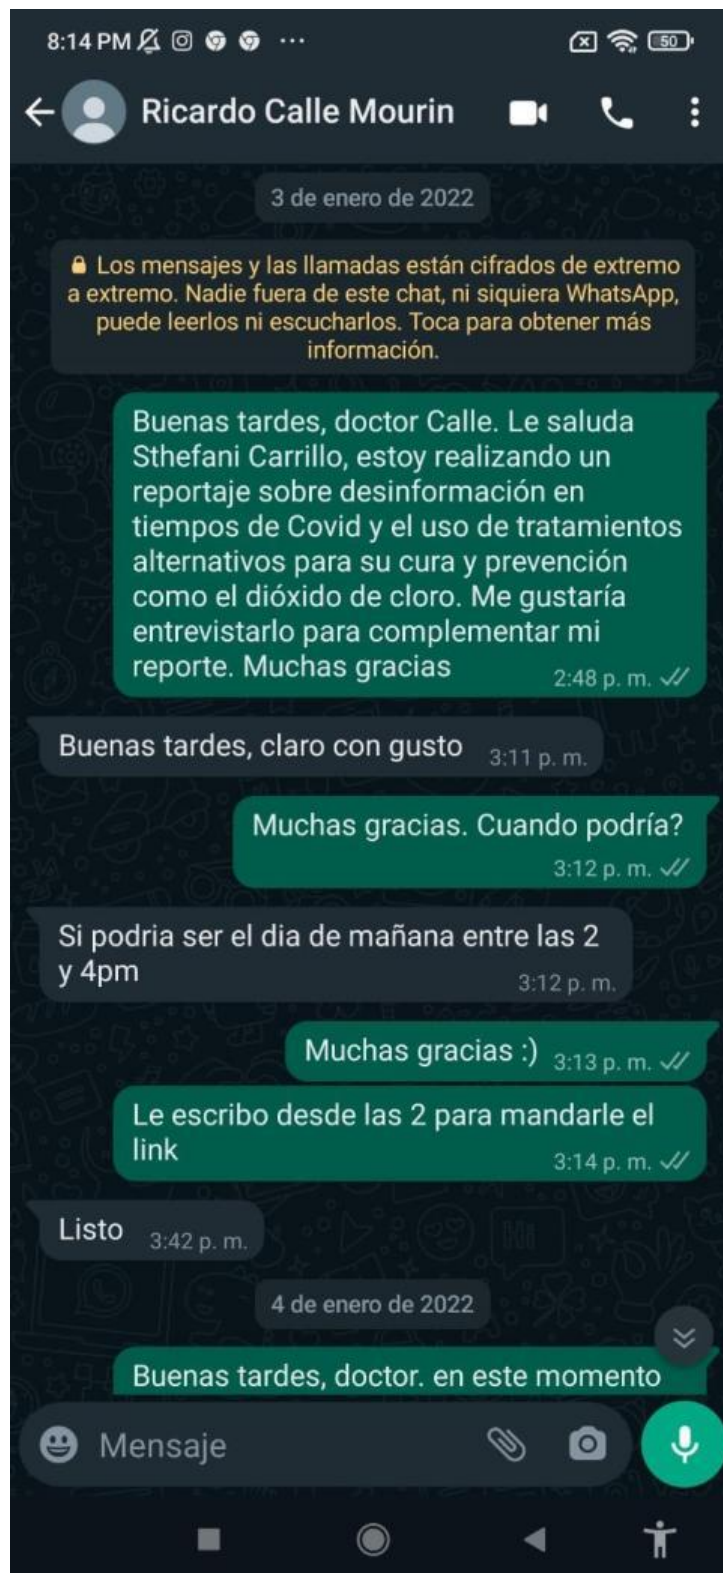 8:14 PM
50
Ricardo Calle Mourin
3 de enero de 2022
Los mensajes y las llamadas están cifrados de extremo
a extremo. Nadie fuera de este chat, ni siquiera WhatsApp,
puede leerlos ni escucharlos. Toca para obtener más
información.
Buenas tardes, doctor Calle. Le saluda
Sthefani Carrillo, estoy realizando un
reportaje sobre desinformación en
tiempos de Covid y el uso de tratamientos
alternativos para su cura y prevención
como el dióxido de cloro. Me gustaría
entrevistarlo para complementar mi
reporte. Muchas gracias
2:48 p. m.
Buenas tardes, claro con gusto
3:11 p. m.
Muchas gracias. Cuando podría?
3:12 p. m.
Si podria ser el dia de mañana entre las 2
y 4pm
3:12 p. m.
Muchas gracias :)
3:13 p. m.
Le escribo desde las 2 para mandarle el
link
3:14 p. m.
Listo
3:42 p. m.
4 de enero de 2022
Buenas tardes, doctor. en este momento
Mensaje